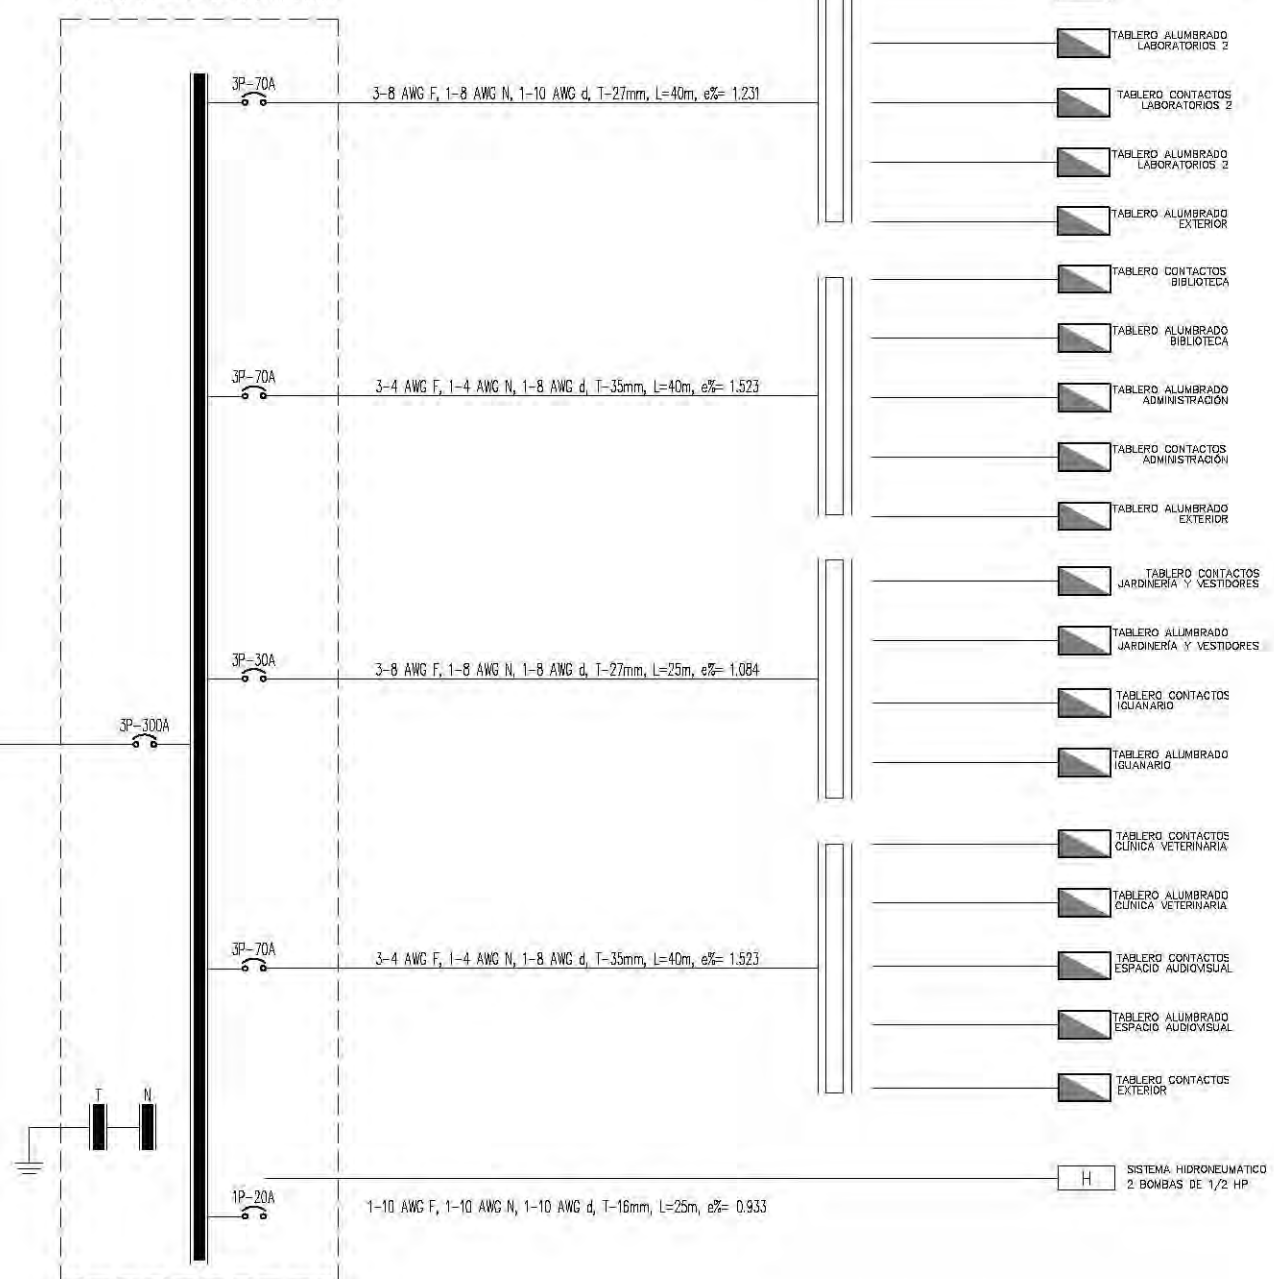 TABLERO ALUMBRADO
LABORATORIOS 2
3P-70A
3-8 AWG F, 1-8 AWG N, 1-10 AWG d, T-27mm, L=40m, e%= 1.231
TABLERO CONTACTOS
LABORATORIOS 2
TABLERO ALUMBRADO
LABORATORIOS 2
TABLERO ALUMBRADO
EXTERIOR
TABLERO CONTACTOS
BIBLIOTECA
TABLERO ALUMBRADO
BIBLIOTECA
3P-70A
3-4 AWG F, 1-4 AWG N, 1-8 AWG d, T-35mm, L=40m, e%= 1.523
TABLERO ALUMBRADO
ADMINISTRACIÓN
TABLERO CONTACTOS
ADMINISTRACIÓN
TABLERO ALUMBRADO
EXTERIOR
TABLERO CONTACTOS
JARDINERÍA Y VESTIDORES
TABLERO ALUMBRADO
JARDINERÍA Y VESTIDORES
3P-30A
3-8 AWG F, 1-8 AWG N, 1-8 AWG d, T-27mm, L=25m, e%= 1.084
TABLERO CONTACTOS
IGUANARIO
3P-300A
TABLERO ALUMBRADO
IGUANARIO
TABLERO CONTACTOS
CLÍNICA VETERINARIA
TABLERO ALUMBRADO
CLÍNICA VETERINARIA
3P-70A
3-4 AWG F, 1-4 AWG N, 1-8 AWG d, T-35mm, L=40m, e%= 1.523
TABLERO CONTACTOS
ESPACIO AUDIOVISUAL
TABLERO ALUMBRADO
ESPACIO AUDIOVISUAL
TABLERO CONTACTOS
EXTERIOR
T N
H
SISTEMA HIDRONEUMÁTICO
2 BOMBAS DE 1/2 HP
1P-20A
1-10 AWG F, 1-10 AWG N, 1-10 AWG d, T-16mm, L=25m, e%= 0.933